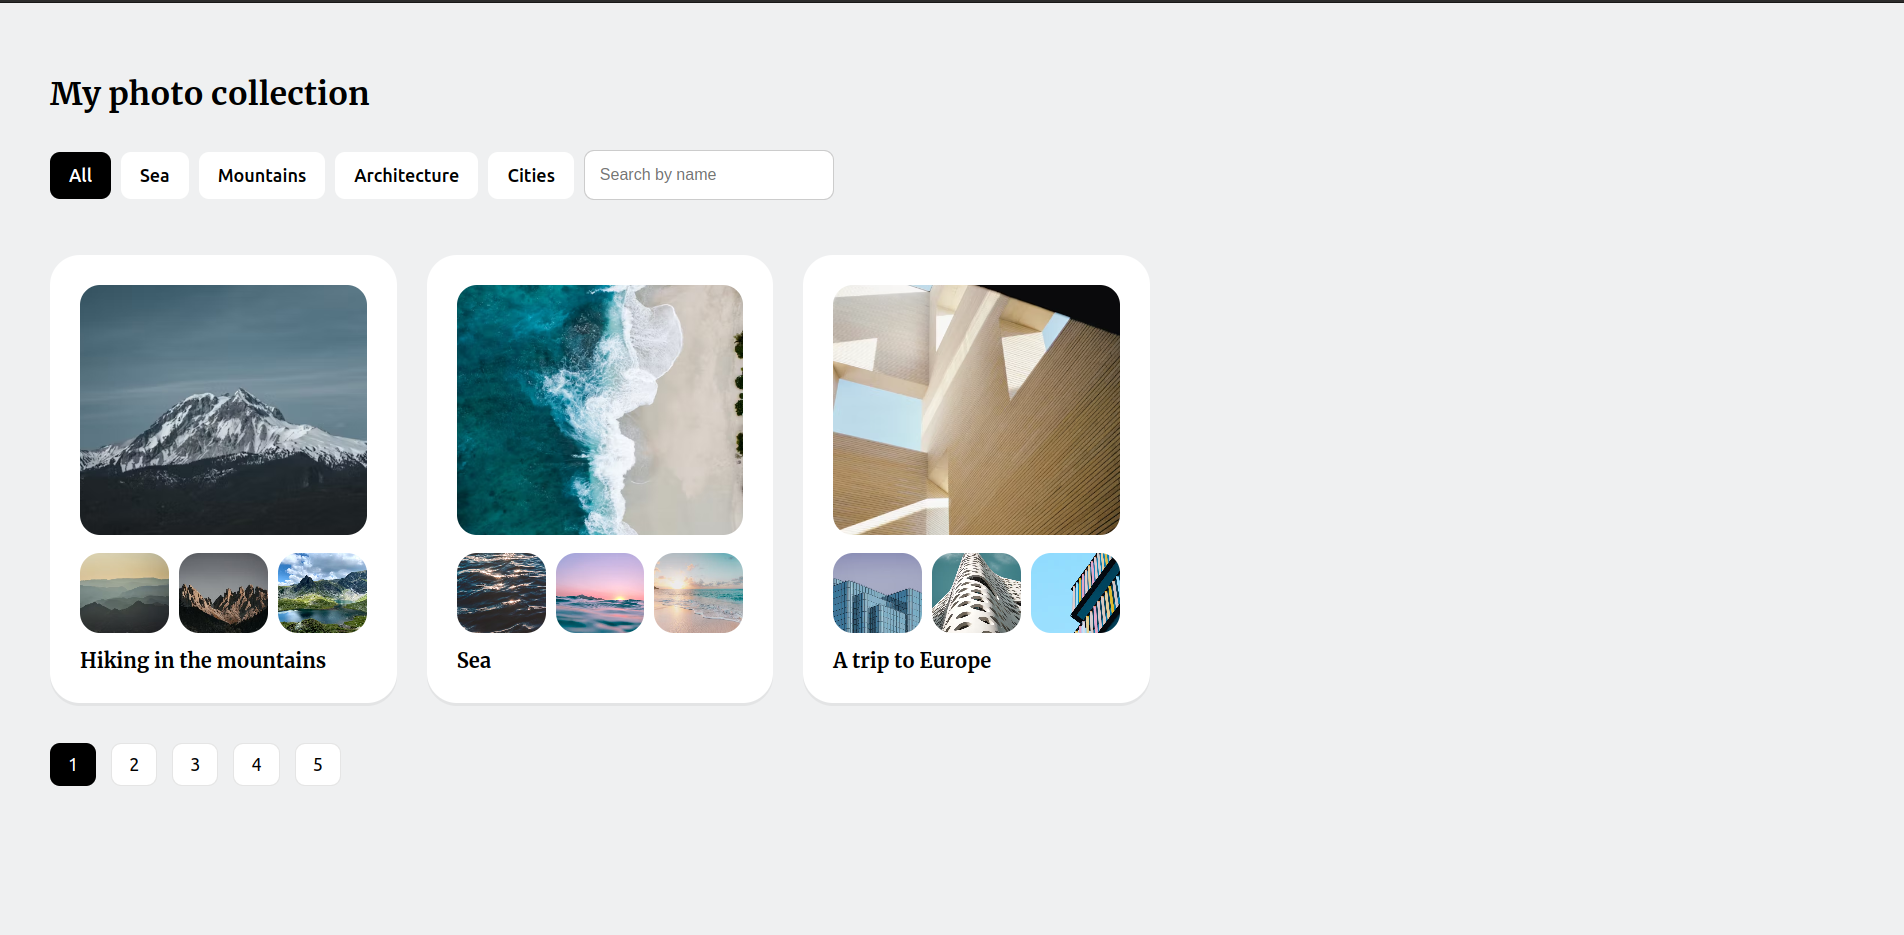 My photo collection
All Sea Mountains Architecture Cities Search by name
Hiking in the mountains Sea A trip to Europe
1 2 3 4 5